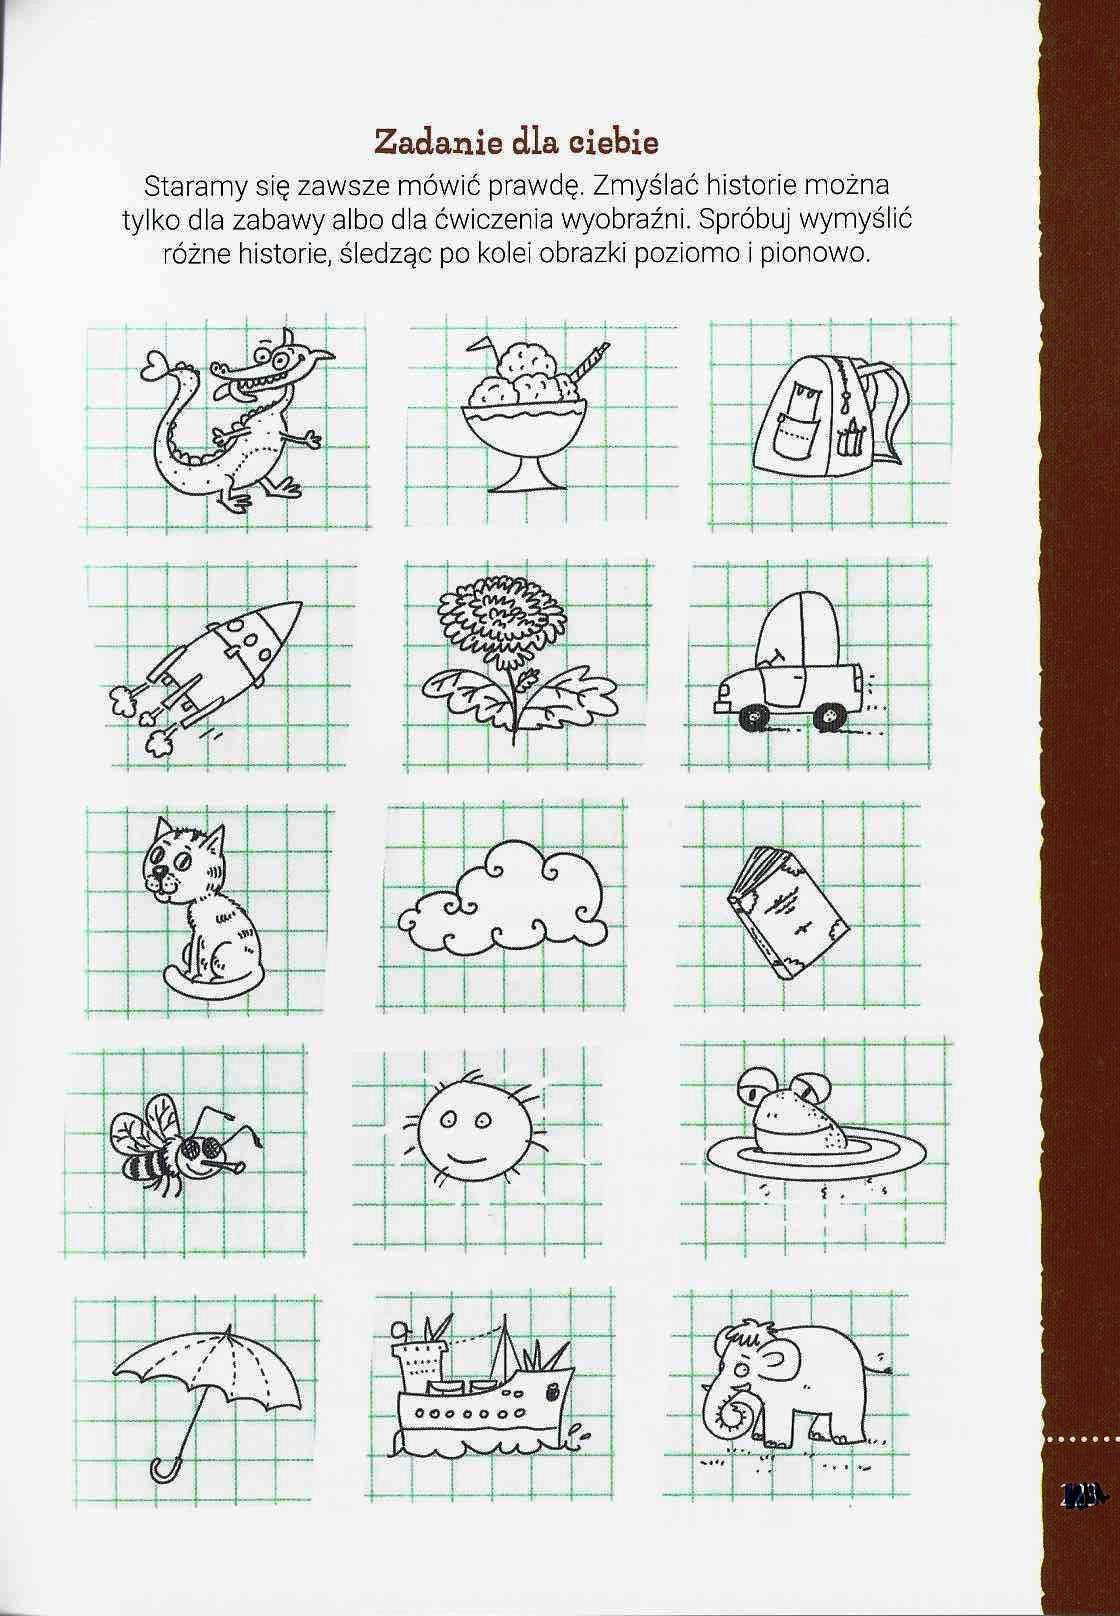 Zadanie dla ciebie
Staramy się zawsze mówić prawdę. Zmyślać historie można
tylko dla zabawy albo dla ćwiczenia wyobraźni. Spróbuj wymyślić
różne historie, śledząc po kolei obrazki poziomo i pionowo.